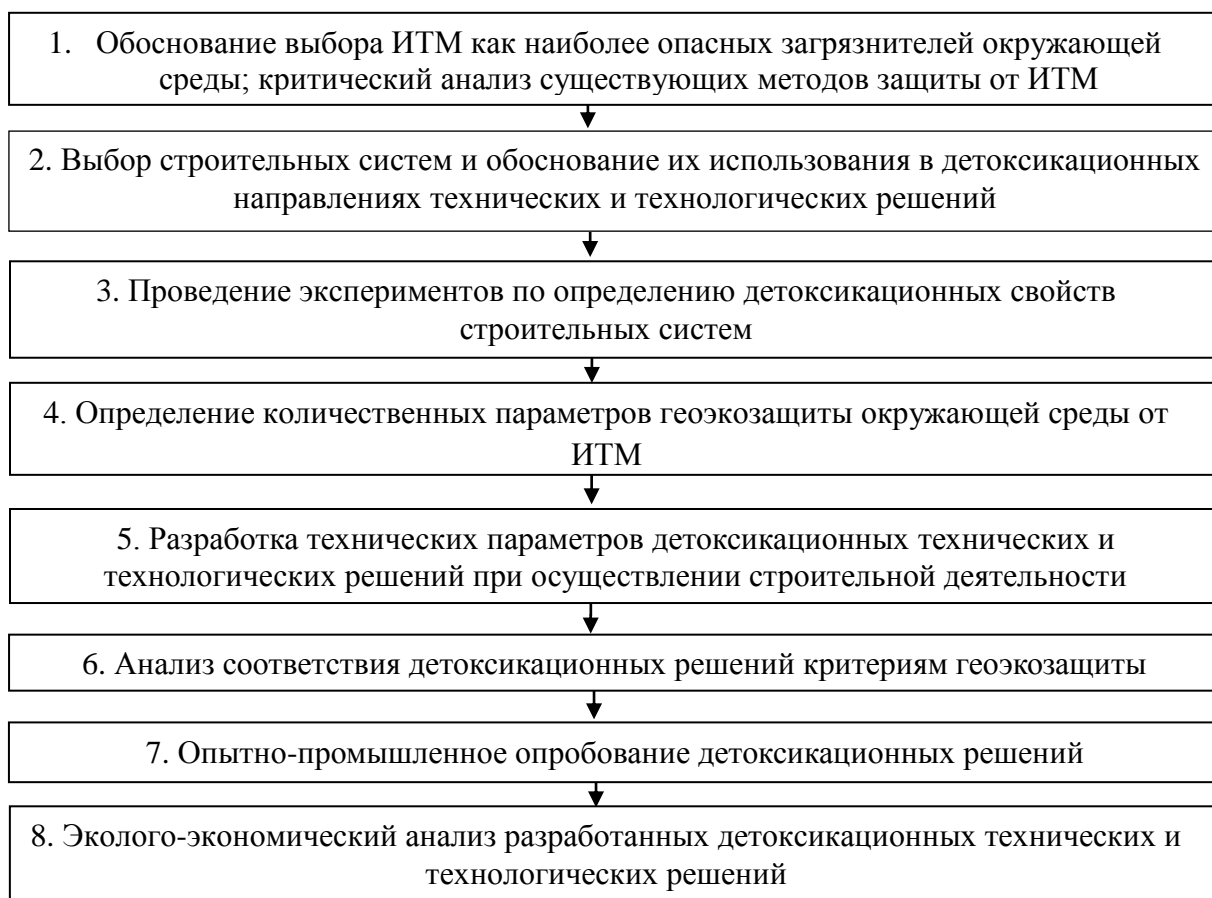 1. Обоснование выбора ИТМ как наиболее опасных загрязнителей окружающей
среды; критический анализ существующих методов защиты от ИТМ
2. Выбор строительных систем и обоснование их использования в детоксикационных
направлениях технических и технологических решений
3. Проведение экспериментов по определению детоксикационных свойств
строительных систем
4. Определение количественных параметров геоэкозащиты окружающей среды от
ИТМ
5. Разработка технических параметров детоксикационных технических и
технологических решений при осуществлении строительной деятельности
6. Анализ соответствия детоксикационных решений критериям геоэкозащиты
7. Опытно-промышленное опробование детоксикационных решений
8. Эколого-экономический анализ разработанных детоксикационных технических и
технологических решений